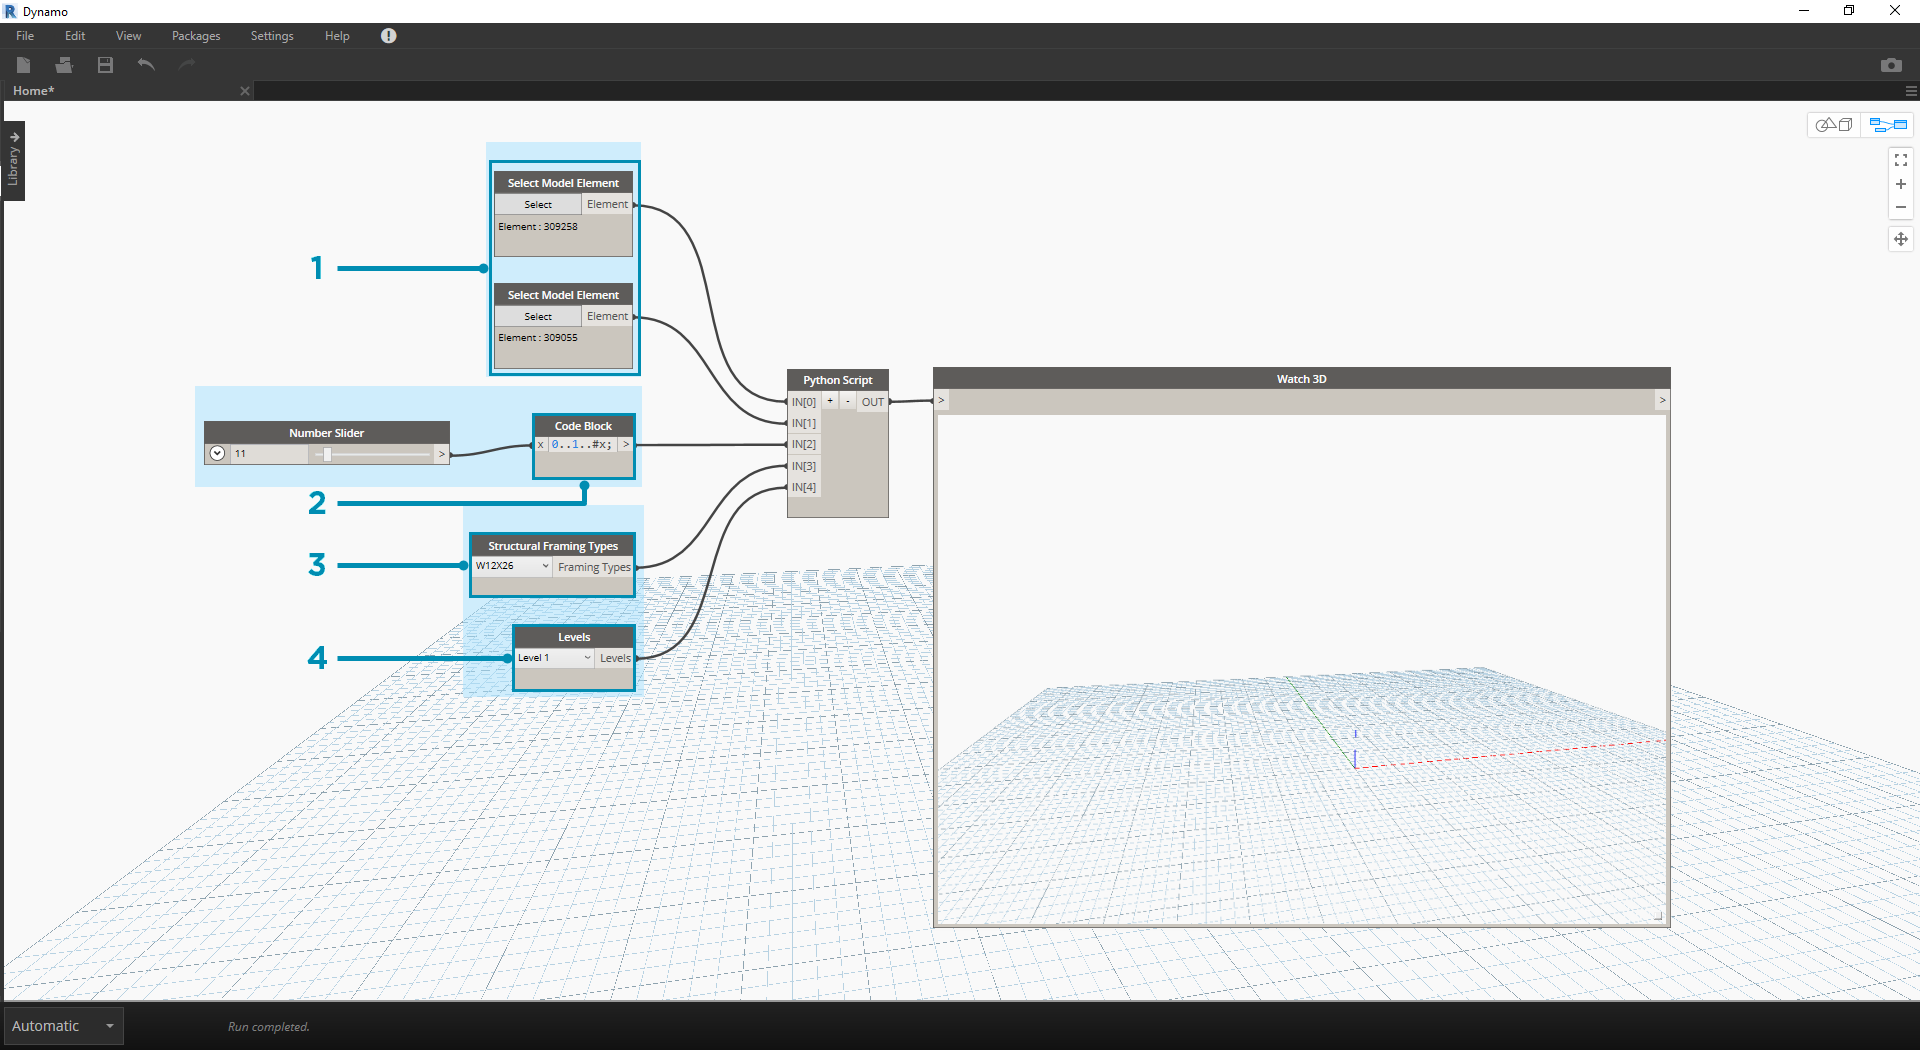 Dynamo
File Edit View Packages Settings Help
Home*
Library
Select Model Element
Select Element
Element : 309258
1
Select Model Element
Select Element
Element : 309055
Python Script
IN[0] + - OUT
IN[1]
IN[2]
IN[3]
IN[4]
Watch 3D
> >
Number Slider
11 >
Code Block
x 0..1..#x; >
2
Structural Framing Types
W12X26 Framing Types
3
Levels
Level 1 Levels
4
Automatic
Run completed.